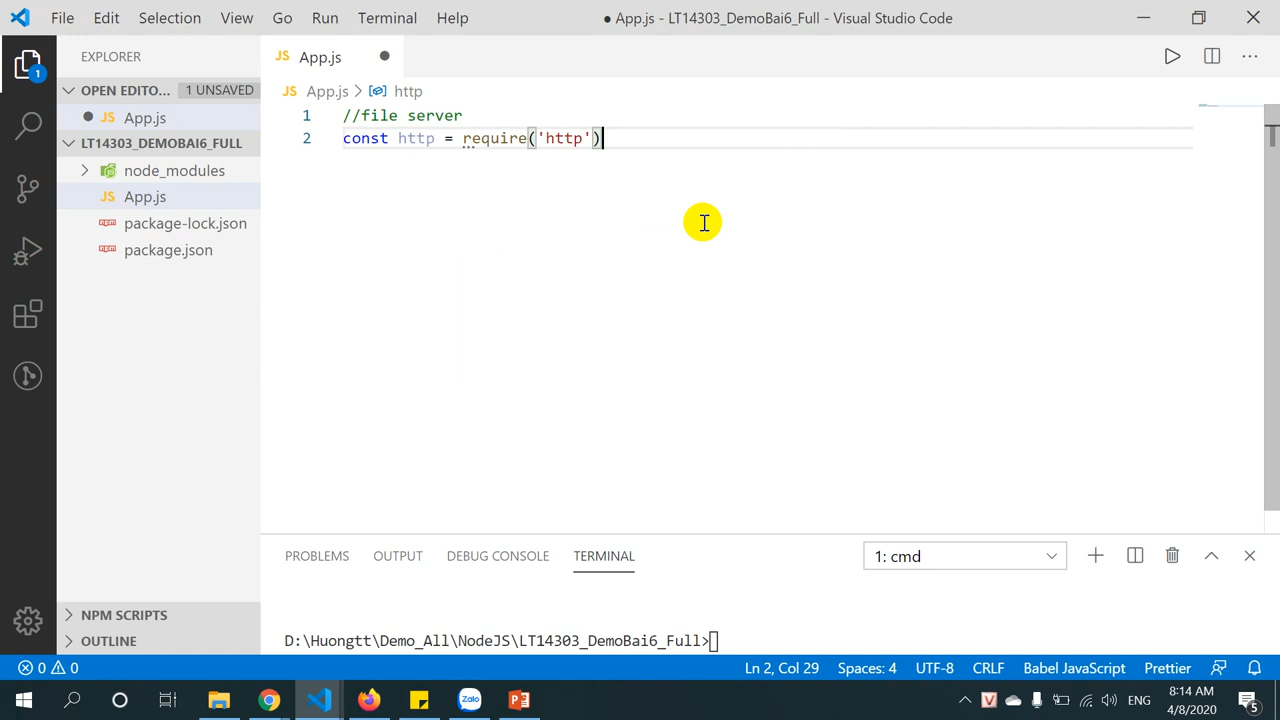 File Edit Selection View Go Run Terminal Help ● App.js - LT14303_DemoBai6_Full - Visual Studio Code
EXPLORER
OPEN EDITO... 1 UNSAVED
App.js
LT14303_DEMOBAI6_FULL
node_modules
App.js
package-lock.json
package.json
NPM SCRIPTS
OUTLINE
1
JS App.js
JS App.js > http
1 //file server
2 const http = require('http')
PROBLEMS OUTPUT DEBUG CONSOLE TERMINAL 1: cmd
D:\Huongtt\Demo_All\NodeJS\LT14303_DemoBai6_Full>
0 0 Ln 2, Col 29 Spaces: 4 UTF-8 CRLF Babel JavaScript Prettier
Zalo
ENG
8:14 AM
4/8/2020
5